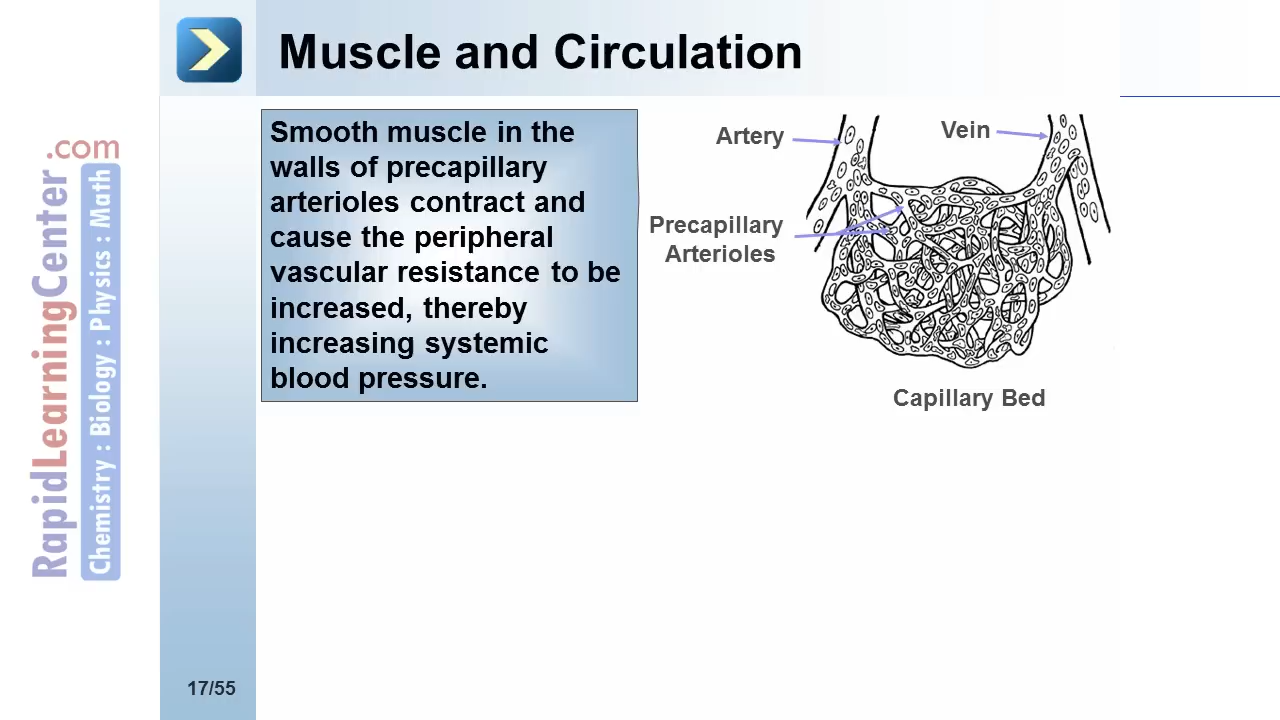 Muscle and Circulation
Smooth muscle in the
walls of precapillary
arterioles contract and
cause the peripheral
vascular resistance to be
increased, thereby
increasing systemic
blood pressure.
Artery
Vein
Precapillary
Arterioles
Capillary Bed
RapidLearningCenter.com
Chemistry : Biology : Physics : Math
17/55